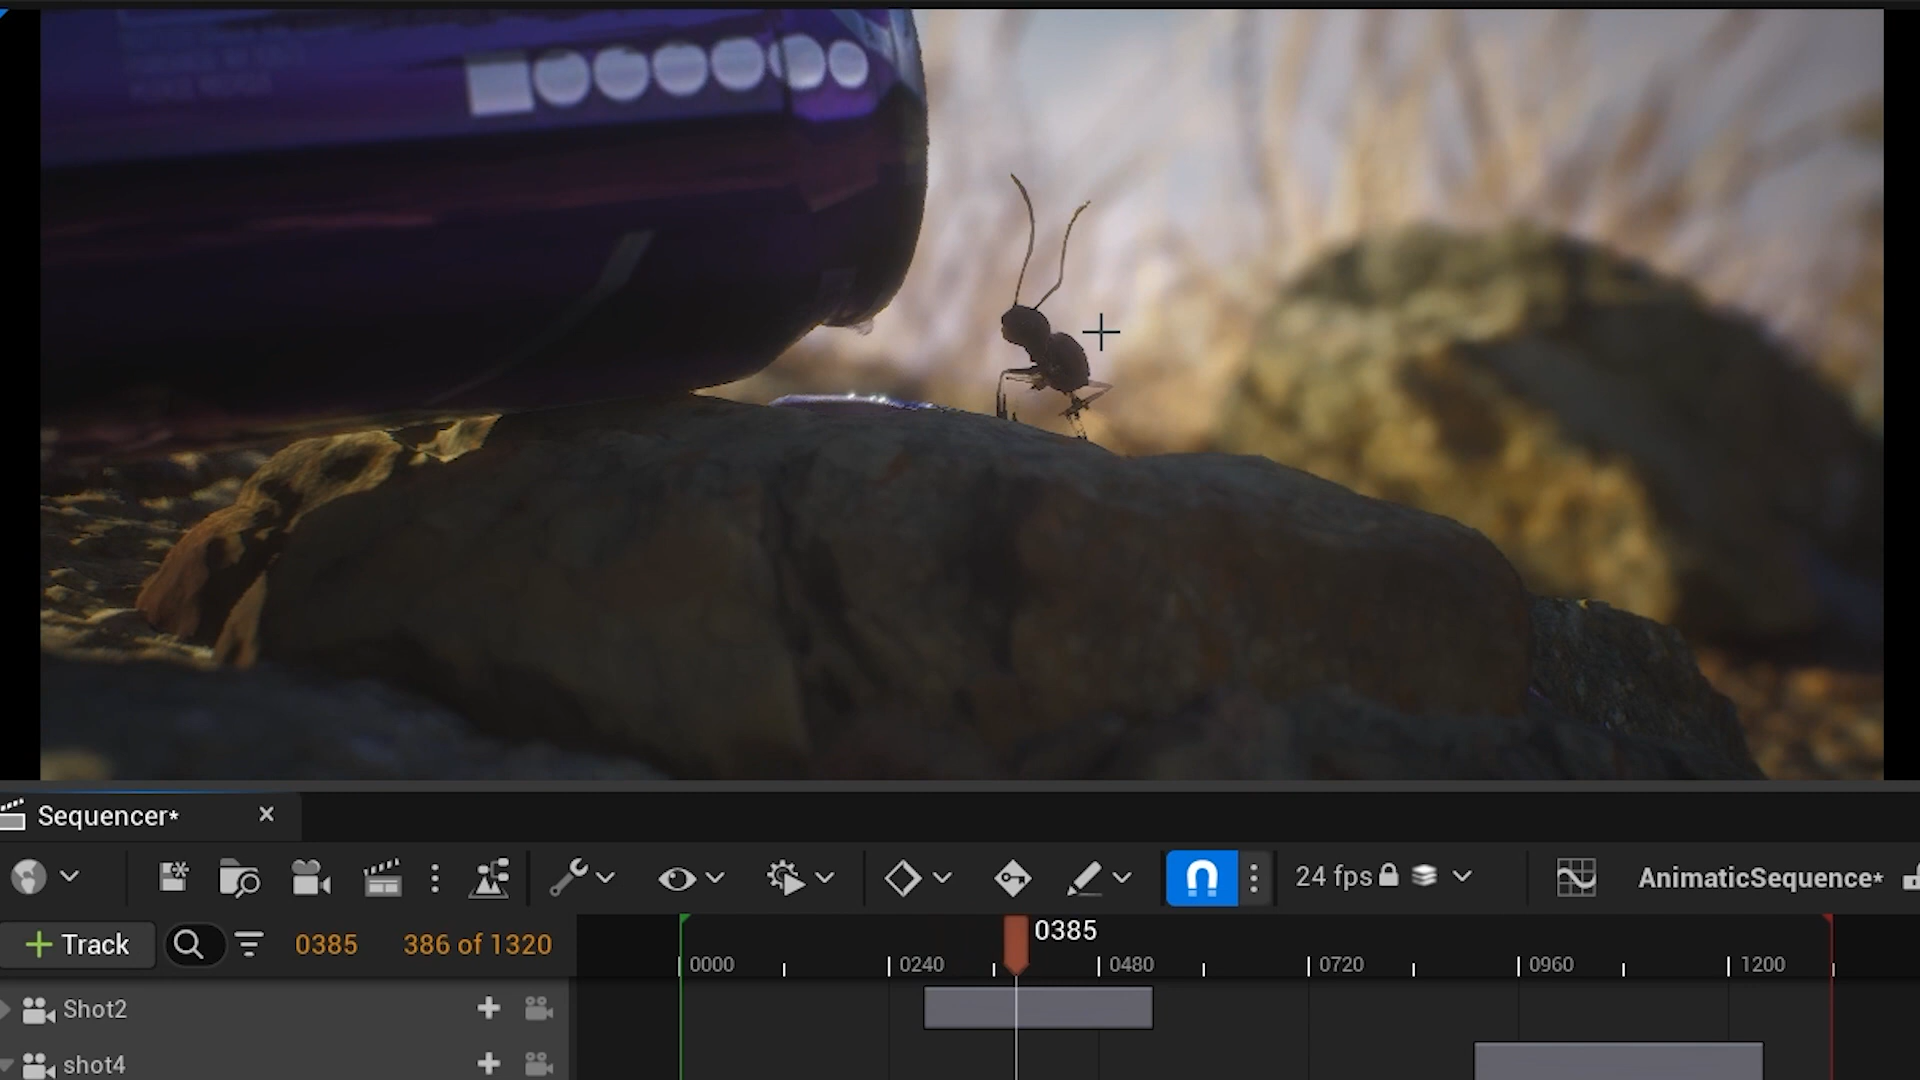 Sequencer*
24 fps
AnimaticSequence*
Track
0385
386 of 1320
0385
0000
0240
0480
0720
0960
1200
Shot2
shot4